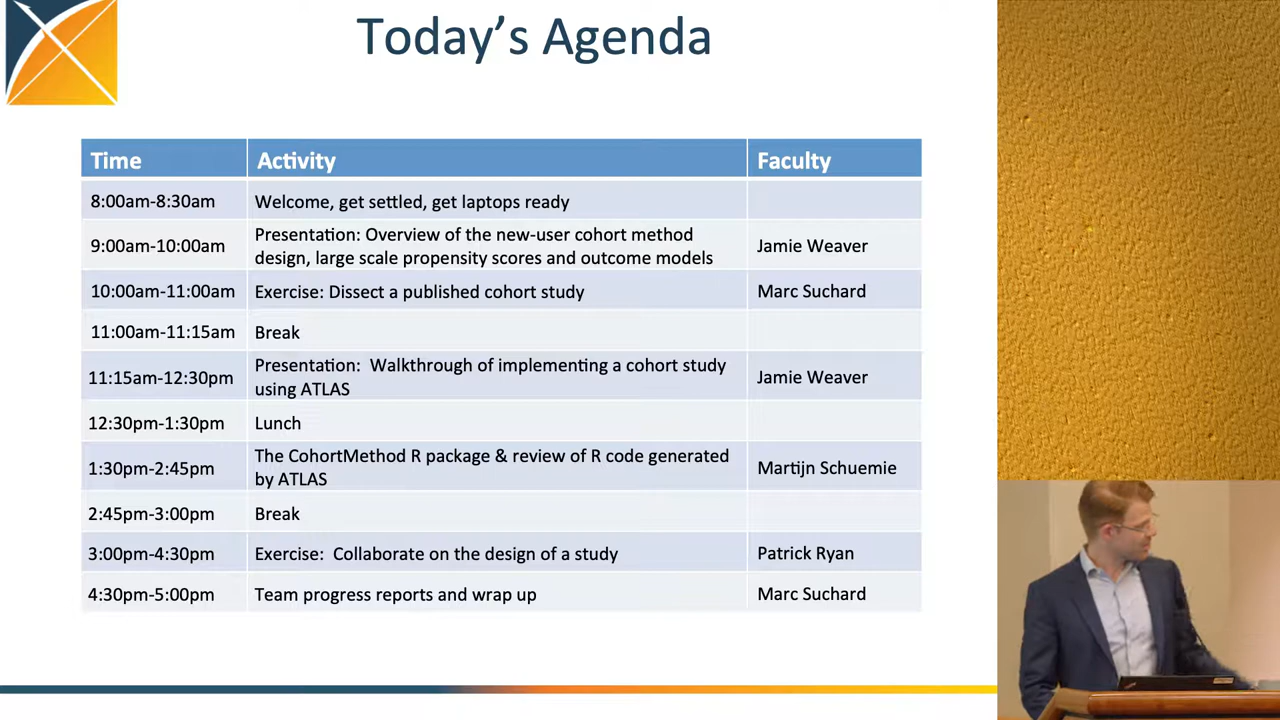 Today's Agenda
Time Activity Faculty
8:00am-8:30am Welcome, get settled, get laptops ready
9:00am-10:00am Presentation: Overview of the new-user cohort method
design, large scale propensity scores and outcome models Jamie Weaver
10:00am-11:00am Exercise: Dissect a published cohort study Marc Suchard
11:00am-11:15am Break
11:15am-12:30pm Presentation:  Walkthrough of implementing a cohort study
using ATLAS Jamie Weaver
12:30pm-1:30pm Lunch
1:30pm-2:45pm The CohortMethod R package & review of R code generated
by ATLAS Martijn Schuemie
2:45pm-3:00pm Break
3:00pm-4:30pm Exercise:  Collaborate on the design of a study Patrick Ryan
4:30pm-5:00pm Team progress reports and wrap up Marc Suchard